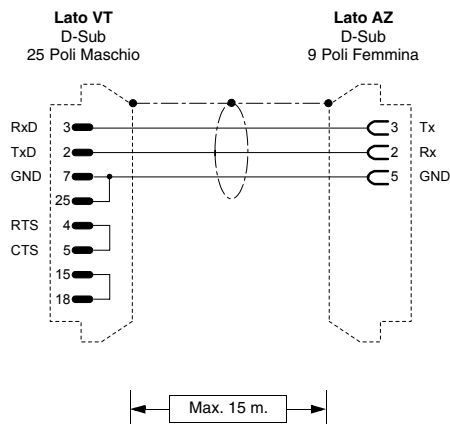 Lato VT
D-Sub
25 Poli Maschio
Lato AZ
D-Sub
9 Poli Femmina
RxD 3 3 Tx
TxD 2 2 Rx
GND 7 5 GND
25
RTS 4
CTS 5
15
18
Max. 15 m.